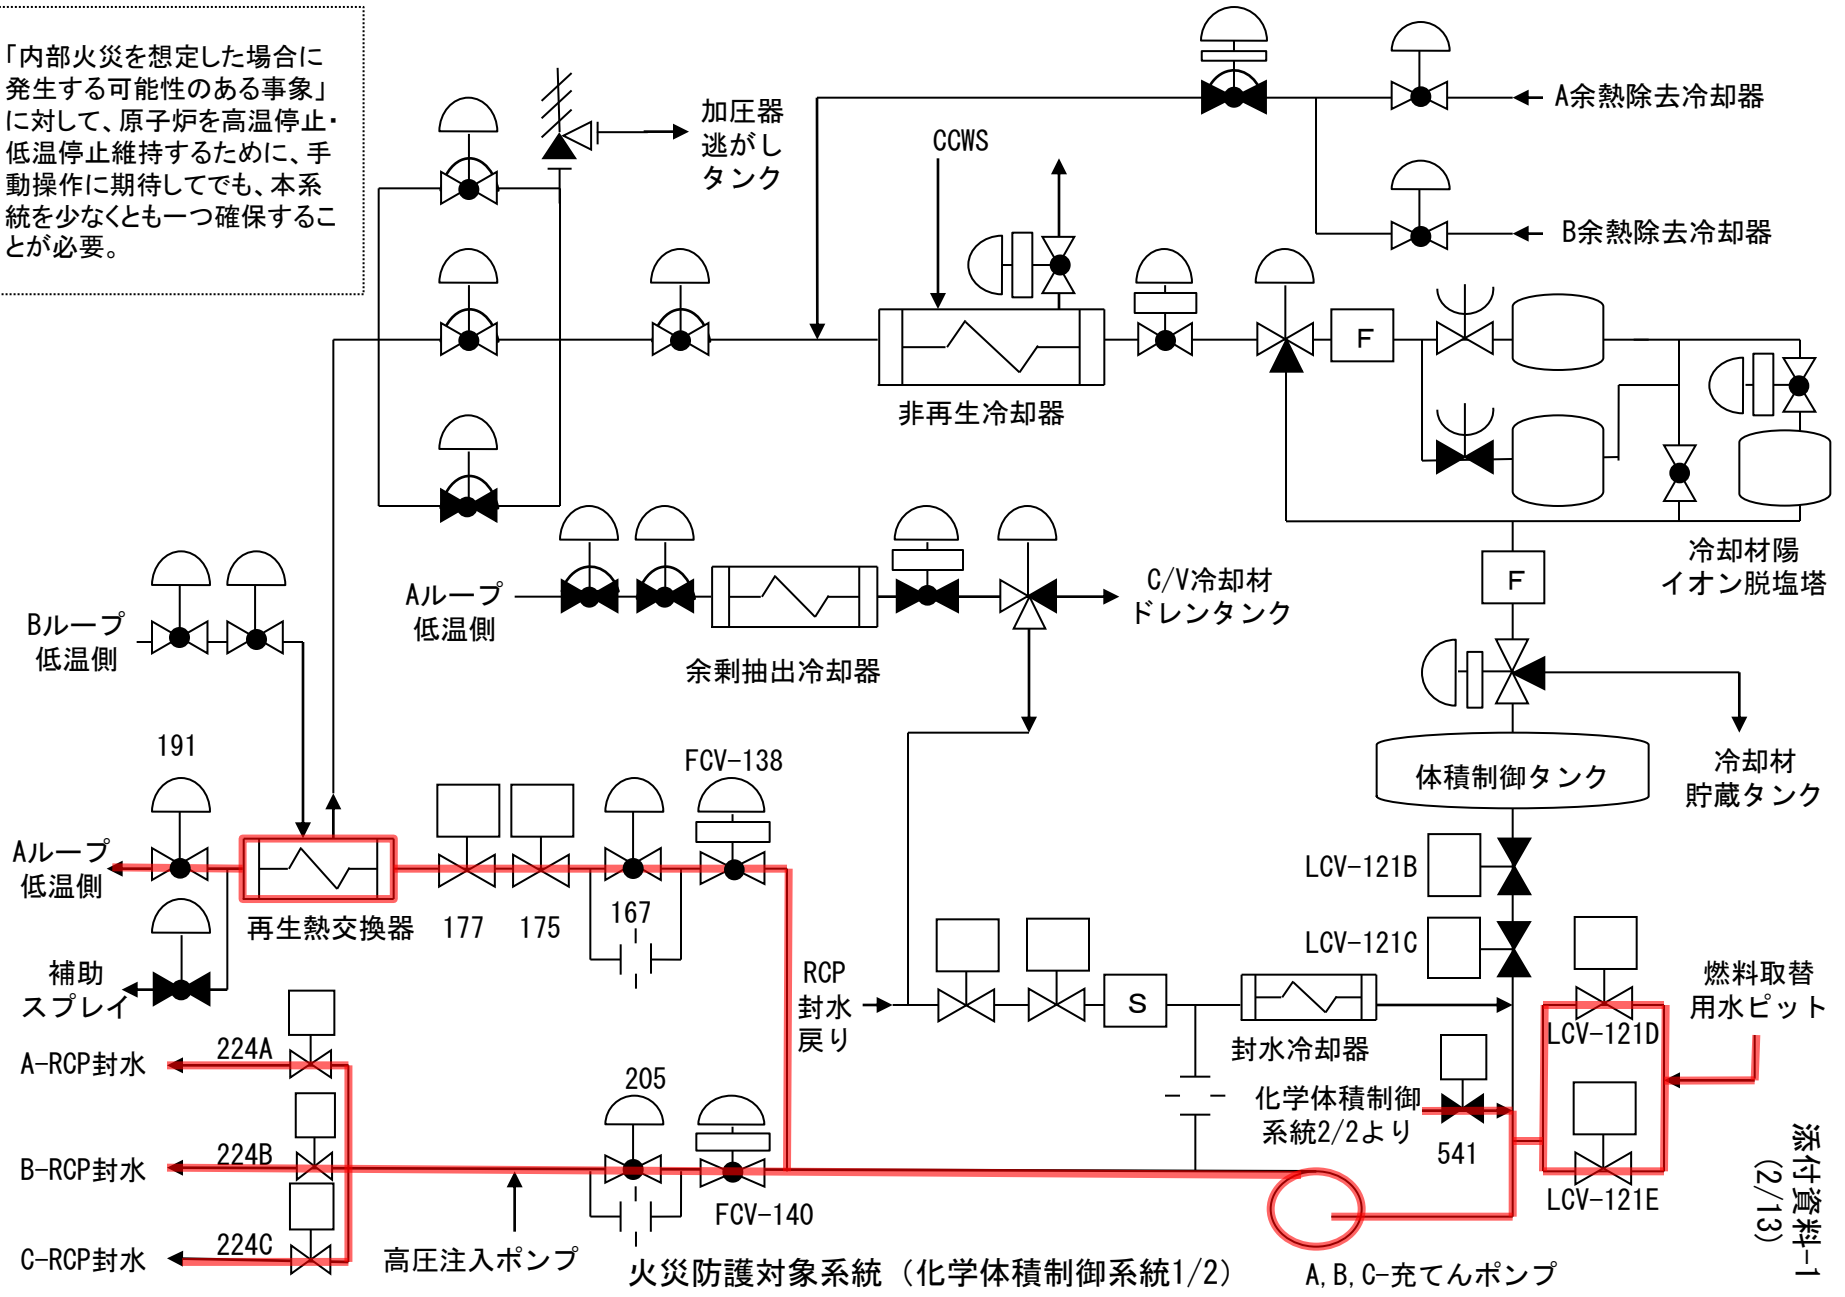 「内部火災を想定した場合に
発生する可能性のある事象」
に対して、原子炉を高温停止・
低温停止維持するために、手
動操作に期待してでも、本系
統を少なくとも一つ確保するこ
とが必要。
加圧器
逃がし
タンク
CCWS
A余熱除去冷却器
B余熱除去冷却器
F
非再生冷却器
冷却材陽
イオン脱塩塔
F
Aループ
低温側
C/V冷却材
ドレンタンク
余剰抽出冷却器
Bループ
低温側
191
FCV-138
体積制御タンク
冷却材
貯蔵タンク
Aループ
低温側
再生熱交換器
177
175
167
LCV-121B
LCV-121C
補助
スプレイ
RCP
封水
戻り
S
封水冷却器
LCV-121D
燃料取替
用水ピット
224A
A-RCP封水
205
化学体積制御
系統2/2より
541
224B
B-RCP封水
LCV-121E
FCV-140
224C
C-RCP封水
高圧注入ポンプ
火災防護対象系統（化学体積制御系統1/2）
A,B,C-充てんポンプ
添付資料-1
(2/13)